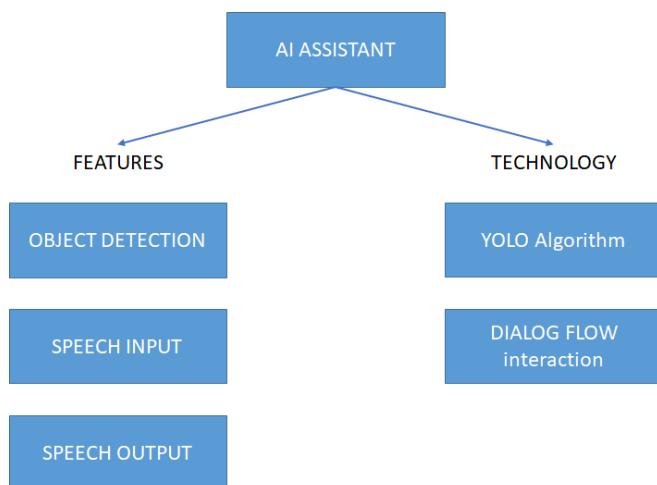 AI ASSISTANT
FEATURES
TECHNOLOGY
OBJECT DETECTION
YOLO Algorithm
SPEECH INPUT
DIALOG FLOW
interaction
SPEECH OUTPUT